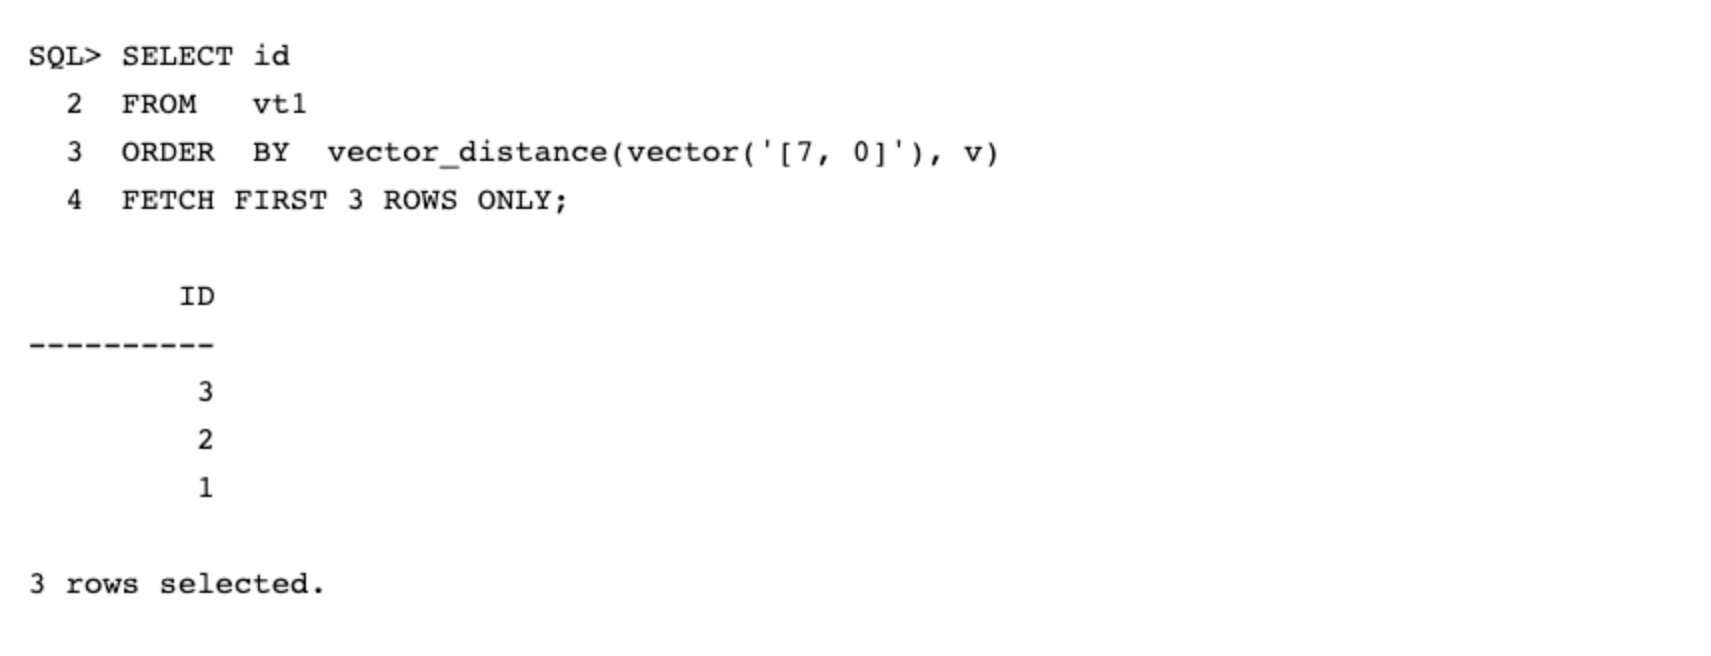 SQL> SELECT id
  2  FROM   vt1
  3  ORDER  BY  vector_distance(vector('[7, 0]'), v)
  4  FETCH FIRST 3 ROWS ONLY;
        ID
----------
         3
         2
         1
3 rows selected.